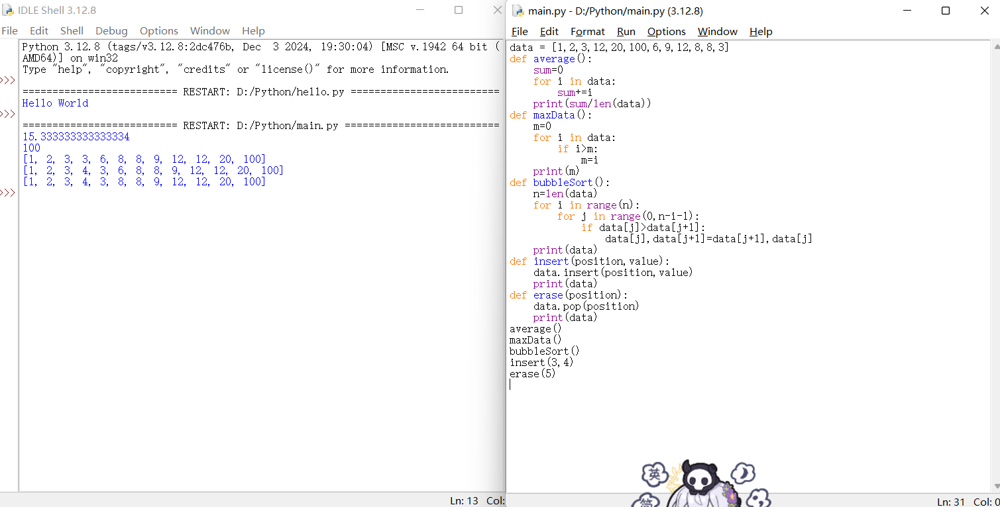 IDLE Shell 3.12.8
File Edit Shell Debug Options Window Help
Python 3.12.8 (tags/v3.12.8:2dc476b, Dec  3 2024, 19:30:04) [MSC v.1942 64 bit (
AMD64)] on win32
Type "help", "copyright", "credits" or "license()" for more information.
>>>
========================== RESTART: D:/Python/hello.py =========================
Hello World
>>>
========================== RESTART: D:/Python/main.py ==========================
15.333333333333334
100
[1, 2, 3, 3, 6, 8, 8, 9, 12, 12, 20, 100]
[1, 2, 3, 4, 3, 6, 8, 8, 9, 12, 12, 20, 100]
[1, 2, 3, 4, 3, 8, 8, 9, 12, 12, 20, 100]
>>>
Ln: 13 Col:
main.py - D:/Python/main.py (3.12.8)
File Edit Format Run Options Window Help
data = [1,2,3,12,20,100,6,9,12,8,8,3]
def average():
    sum=0
    for i in data:
        sum+=i
    print(sum/len(data))
def maxData():
    m=0
    for i in data:
        if i>m:
            m=i
    print(m)
def bubbleSort():
    n=len(data)
    for i in range(n):
        for j in range(0,n-i-1):
            if data[j]>data[j+1]:
                data[j],data[j+1]=data[j+1],data[j]
    print(data)
def insert(position,value):
    data.insert(position,value)
    print(data)
def erase(position):
    data.pop(position)
    print(data)
average()
maxData()
bubbleSort()
insert(3,4)
erase(5)
英
简
Ln: 31 Col: 0